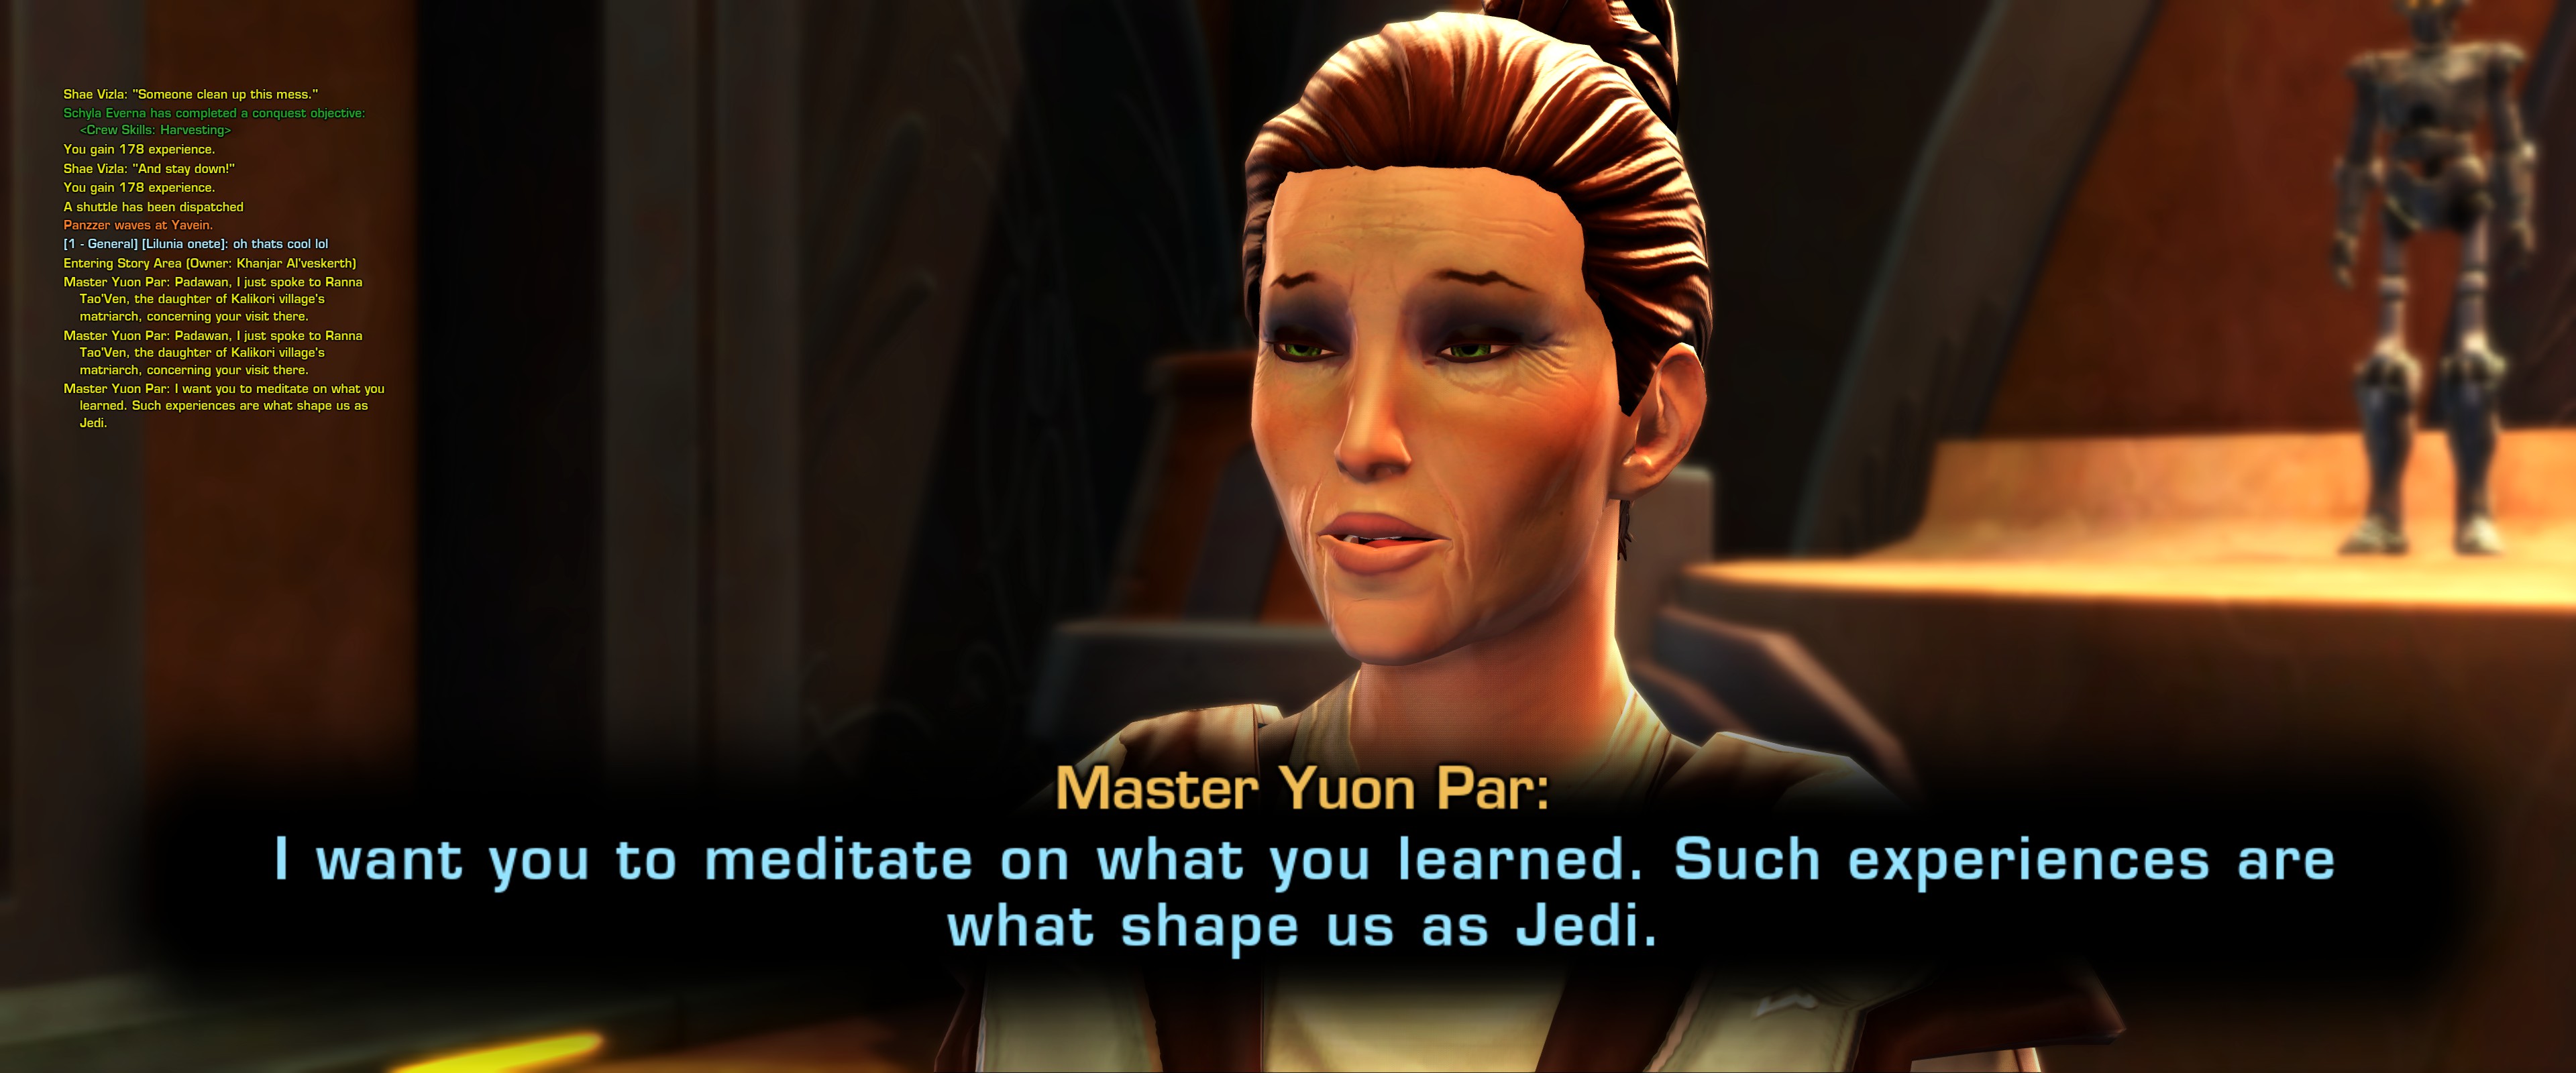 Shae Vizla: "Someone clean up this mess."
Schyla Everna has completed a conquest objective:
<Crew Skills: Harvesting>
You gain 178 experience.
Shae Vizla: "And stay down!"
You gain 178 experience.
A shuttle has been dispatched
Panzzer waves at Yavein.
[1 - General] [Lilunia onete]: oh thats cool lol
Entering Story Area (Owner: Khanjar Al'veskerth)
Master Yuon Par: Padawan, I just spoke to Ranna
Tao'Ven, the daughter of Kalikori village's
matriarch, concerning your visit there.
Master Yuon Par: Padawan, I just spoke to Ranna
Tao'Ven, the daughter of Kalikori village's
matriarch, concerning your visit there.
Master Yuon Par: I want you to meditate on what you
learned. Such experiences are what shape us as
Jedi.
Master Yuon Par:
I want you to meditate on what you learned. Such experiences are
what shape us as Jedi.